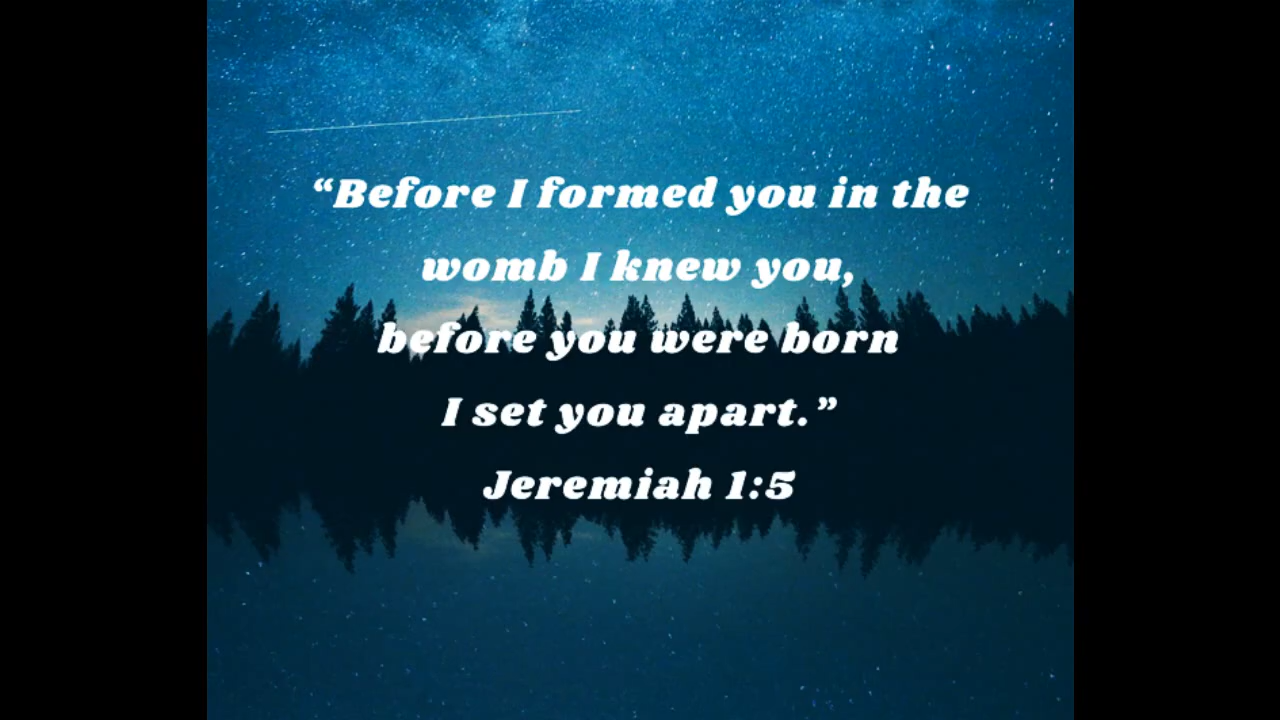 “Before I formed you in the
womb I knew you,
before you were born
I set you apart.”
Jeremiah 1:5